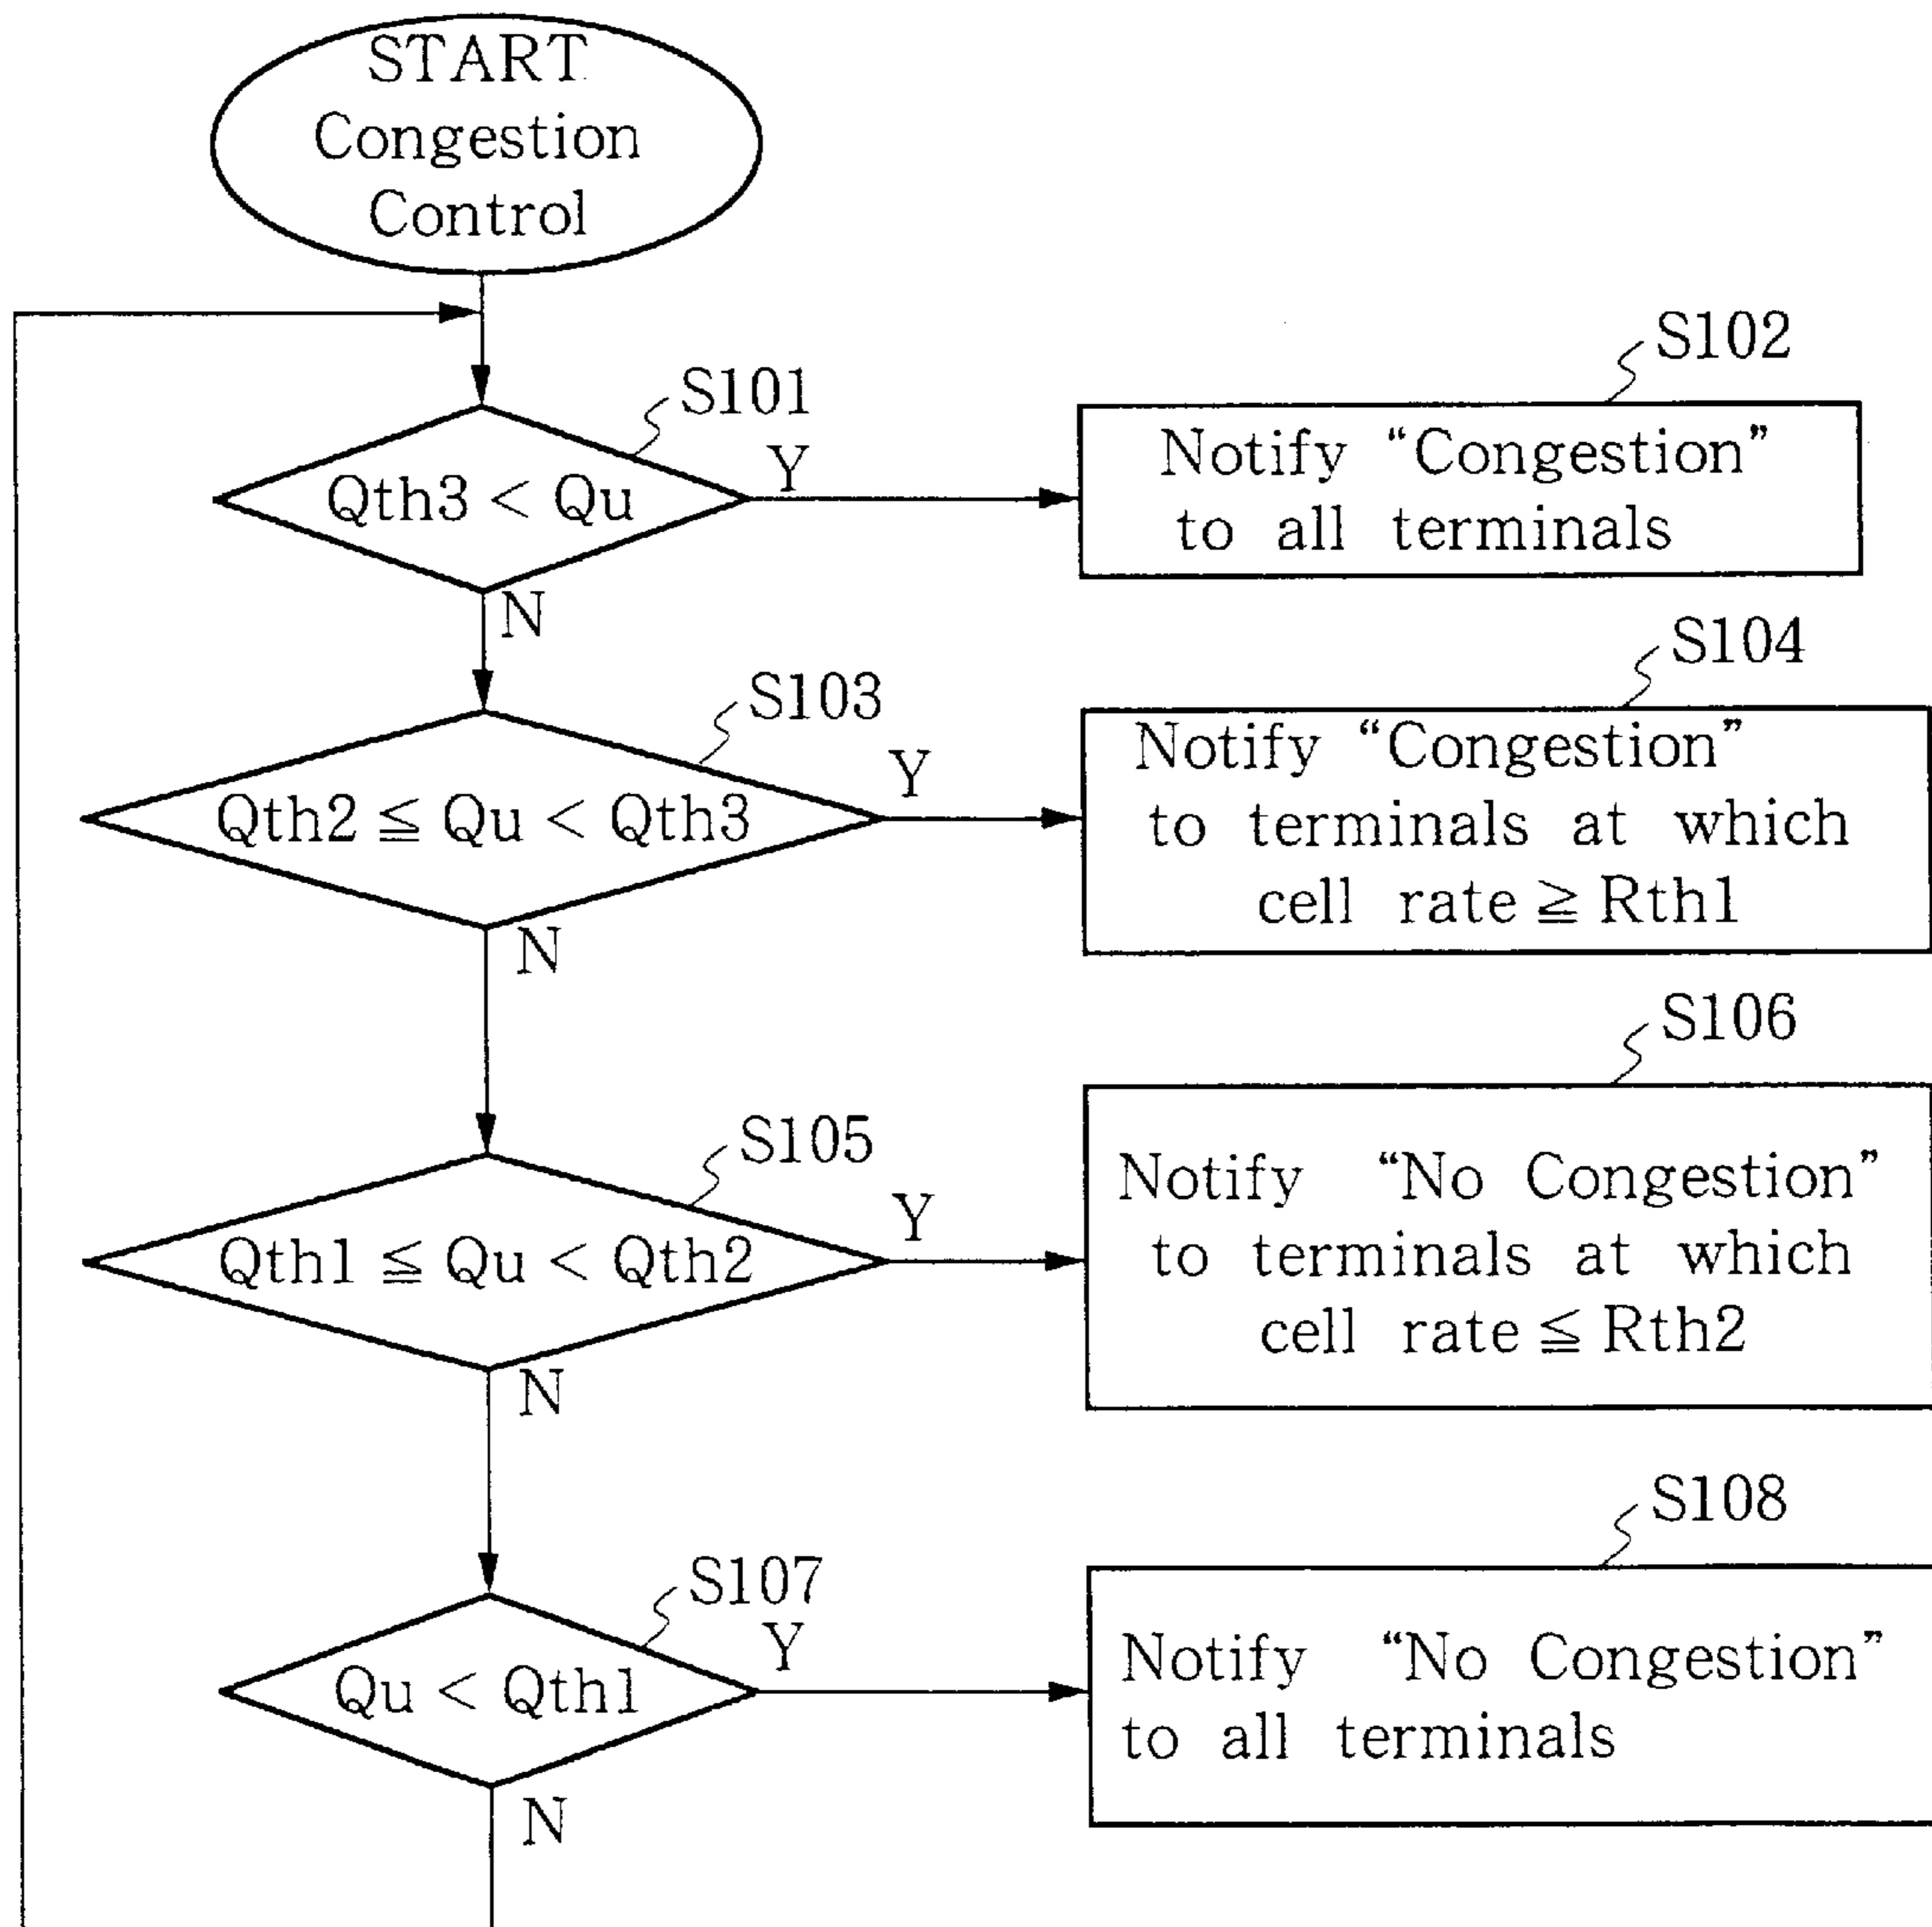 START
Congestion
Control
S101
Qth3 < Qu
Y
N
S102
Notify “Congestion”
to all terminals
S103
Qth2 ≦ Qu < Qth3
Y
N
S104
Notify “Congestion”
to terminals at which
cell rate ≧ Rth1
S105
Qth1 ≦ Qu < Qth2
Y
N
S106
Notify “No Congestion”
to terminals at which
cell rate ≦ Rth2
S107
Qu < Qth1
Y
N
S108
Notify “No Congestion”
to all terminals